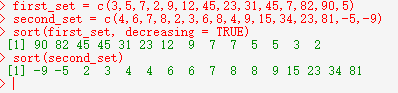 > first_set = c(3,5,7,2,9,12,45,23,31,45,7,82,90,5)
> second_set = c(4,6,7,8,2,3,6,8,4,9,15,34,23,81,-5,-9)
> sort(first_set, decreasing = TRUE)
[1] 90 82 45 45 31 23 12 9 7 7 5 5 3 2
> sort(second_set)
[1] -9 -5 2 3 4 4 6 6 7 8 8 9 15 23 34 81
>